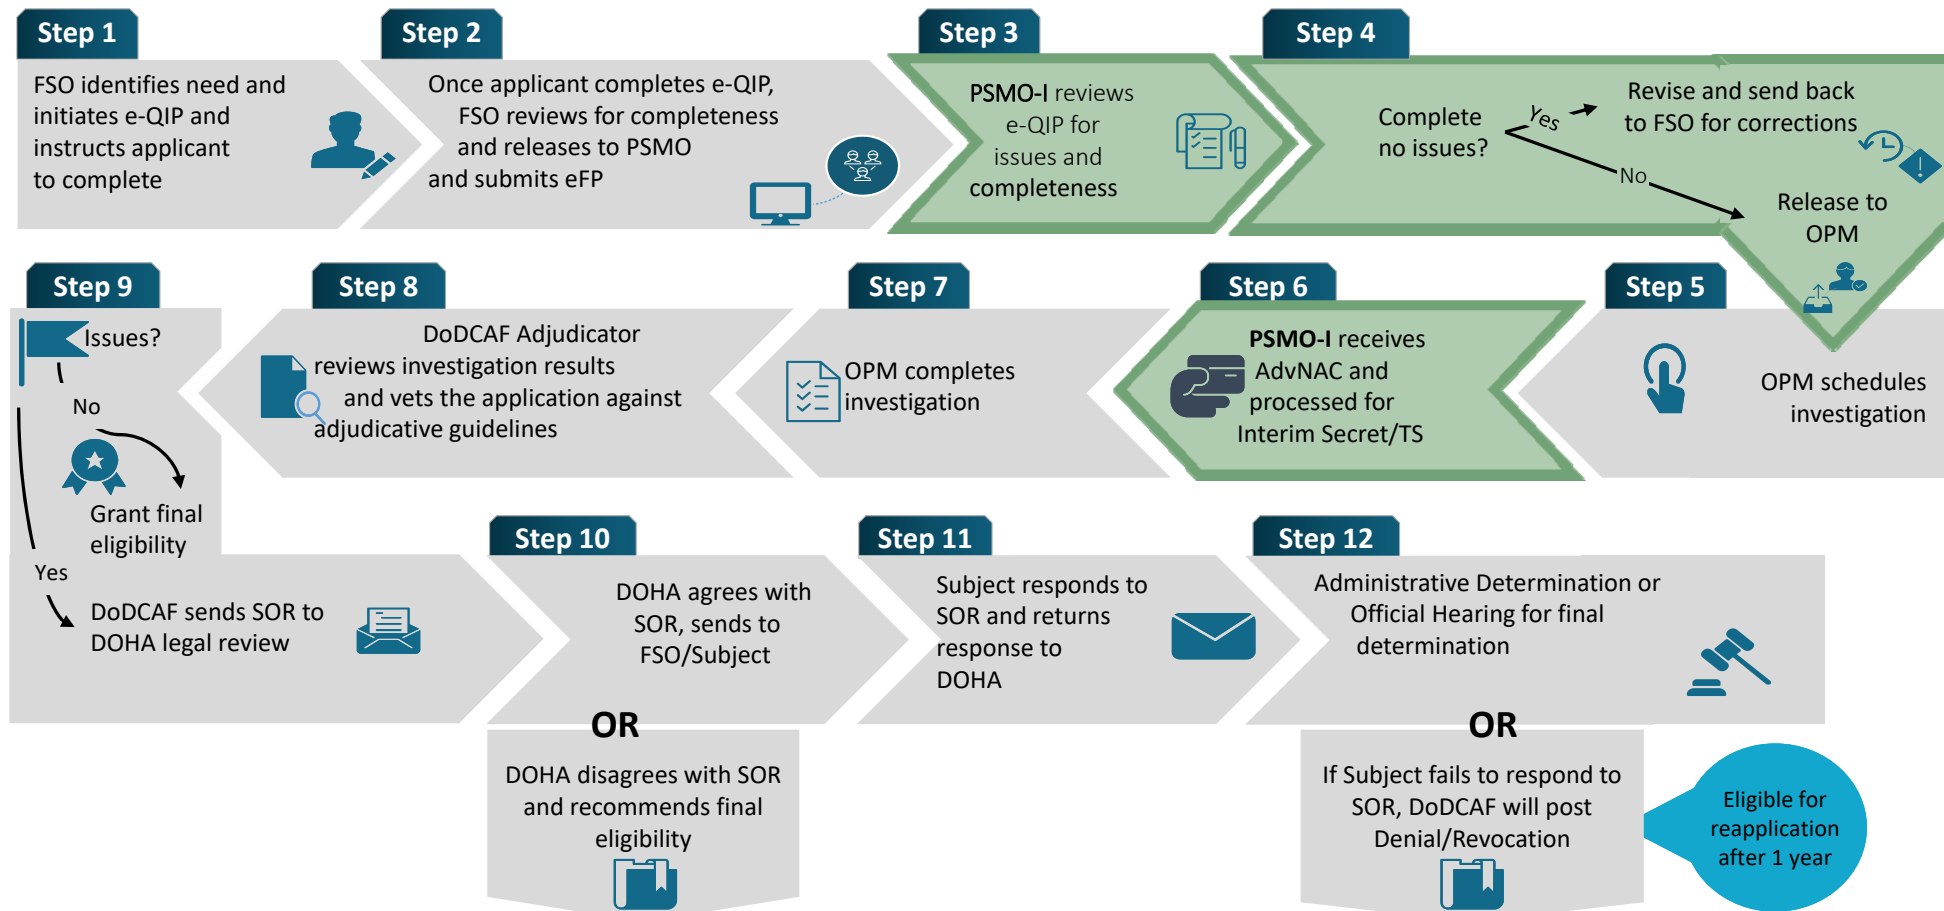 Step 1
FSO identifies need and
initiates e-QIP and
instructs applicant
to complete
Step 2
Once applicant completes e-QIP,
FSO reviews for completeness
and releases to PSMO
and submits eFP
Step 3
PSMO-I reviews
e-QIP for
issues and
completeness
Step 4
Complete
no issues?
Yes
Revise and send back
to FSO for corrections
No
Release to
OPM
Step 5
OPM schedules
investigation
Step 6
PSMO-I receives
AdvNAC and
processed for
Interim Secret/TS
Step 7
OPM completes
investigation
Step 8
DoDCAF Adjudicator
reviews investigation results
and vets the application against
adjudicative guidelines
Step 9
Issues?
No
Grant final
eligibility
Yes
DoDCAF sends SOR to
DOHA legal review
Step 10
DOHA agrees with
SOR, sends to
FSO/Subject
OR
DOHA disagrees with SOR
and recommends final
eligibility
Step 11
Subject responds to
SOR and returns
response to
DOHA
Step 12
Administrative Determination or
Official Hearing for final
determination
OR
If Subject fails to respond to
SOR, DoDCAF will post
Denial/Revocation
Eligible for
reapplication
after 1 year